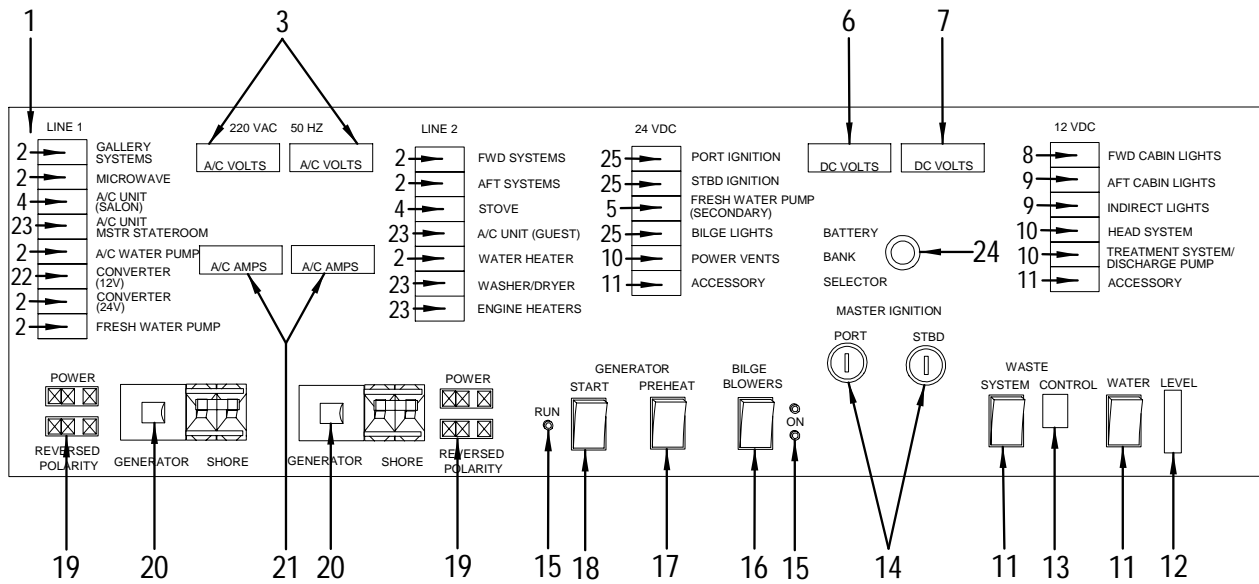 1
3
6
7
LINE 1
220 VAC 50 HZ
LINE 2
24 VDC
12 VDC
2 GALLERY
SYSTEMS
2 MICROWAVE
4 A/C UNIT
(SALON)
23 A/C UNIT
MSTR STATEROOM
2 A/C WATER PUMP
22 CONVERTER
(12V)
2 CONVERTER
(24V)
2 FRESH WATER PUMP
A/C VOLTS
A/C VOLTS
A/C AMPS
A/C AMPS
2 FWD SYSTEMS
2 AFT SYSTEMS
4 STOVE
23 A/C UNIT (GUEST)
2 WATER HEATER
23 WASHER/DRYER
23 ENGINE HEATERS
25 PORT IGNITION
25 STBD IGNITION
5 FRESH WATER PUMP
(SECONDARY)
25 BILGE LIGHTS
10 POWER VENTS
11 ACCESSORY
DC VOLTS
DC VOLTS
BATTERY
BANK
SELECTOR
24
8 FWD CABIN LIGHTS
9 AFT CABIN LIGHTS
9 INDIRECT LIGHTS
10 HEAD SYSTEM
10 TREATMENT SYSTEM/
DISCHARGE PUMP
11 ACCESSORY
MASTER IGNITION
PORT
STBD
POWER
REVERSED
POLARITY
GENERATOR
SHORE
GENERATOR
SHORE
POWER
REVERSED
POLARITY
RUN
GENERATOR
START
PREHEAT
BILGE
BLOWERS
ON
WASTE
SYSTEM
CONTROL
WATER
LEVEL
19
20
21
20
19
15
18
17
16
15
14
11
13
11
12